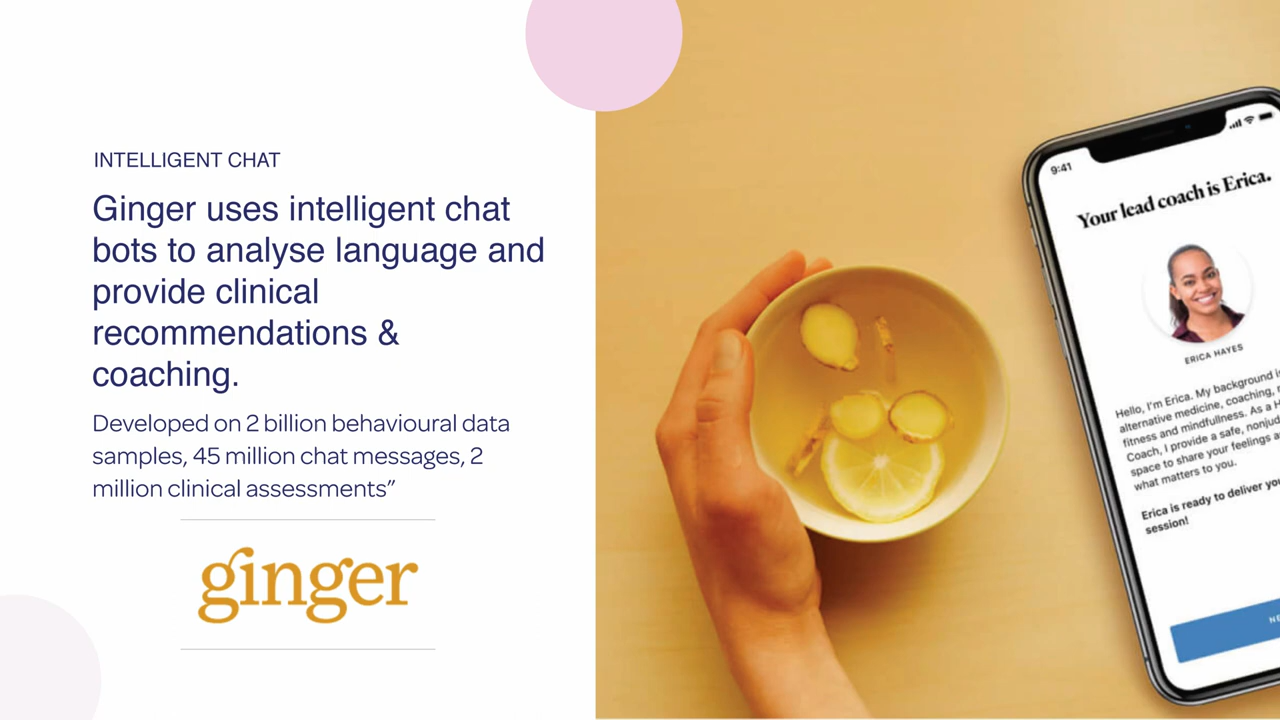 INTELLIGENT CHAT
Ginger uses intelligent chat
bots to analyse language and
provide clinical
recommendations &
coaching.
Developed on 2 billion behavioural data
samples, 45 million chat messages, 2
million clinical assessments”
ginger
9:41
Your lead coach is Erica.
ERICA HAYES
Hello, I'm Erica. My background
alternative medicine, coaching,
fitness and mindfulness. As a
Coach, I provide a safe,
space to share your feelings
what matters to you.
Erica is ready to deliver
session!